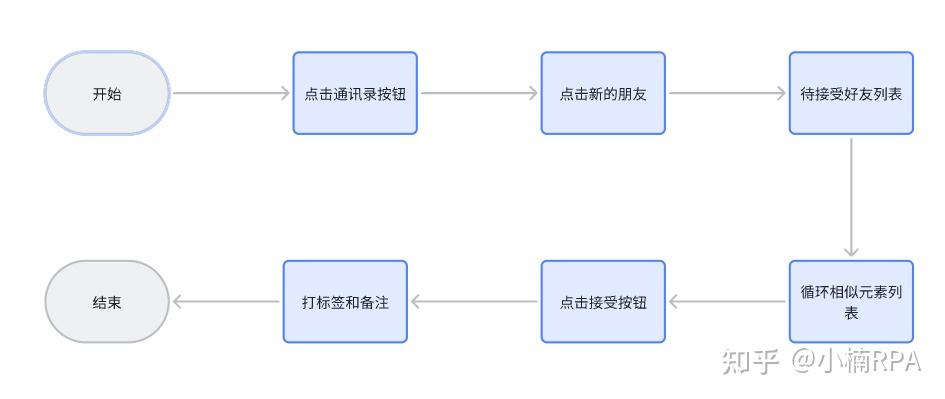 开始
点击通讯录按钮
点击新的朋友
待接受好友列表
循环相似元素列
表
点击接受按钮
打标签和备注
结束
知乎 @小楠RPA